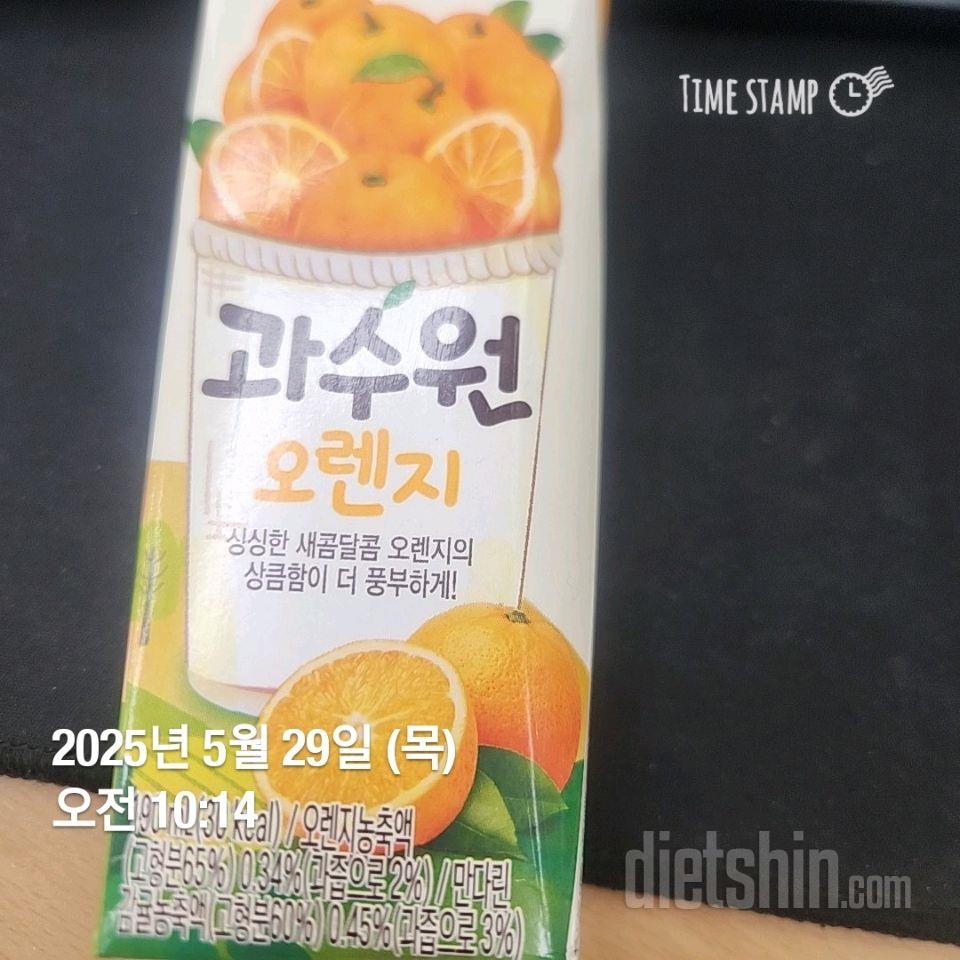 TIME STAMP
과수원
오렌지
싱싱한 새콤달콤 오렌지의
상큼함이 더 풍부하게!
2025년 5월 29일 (목)
오전 10:14
190 mL(30 kcal) / 오렌지농축액
(고형분65%) 0.34%(과즙으로 2%) / 만다린
감귤농축액(고형분60%) 0.45%(과즙으로 3%)
dietshin.com